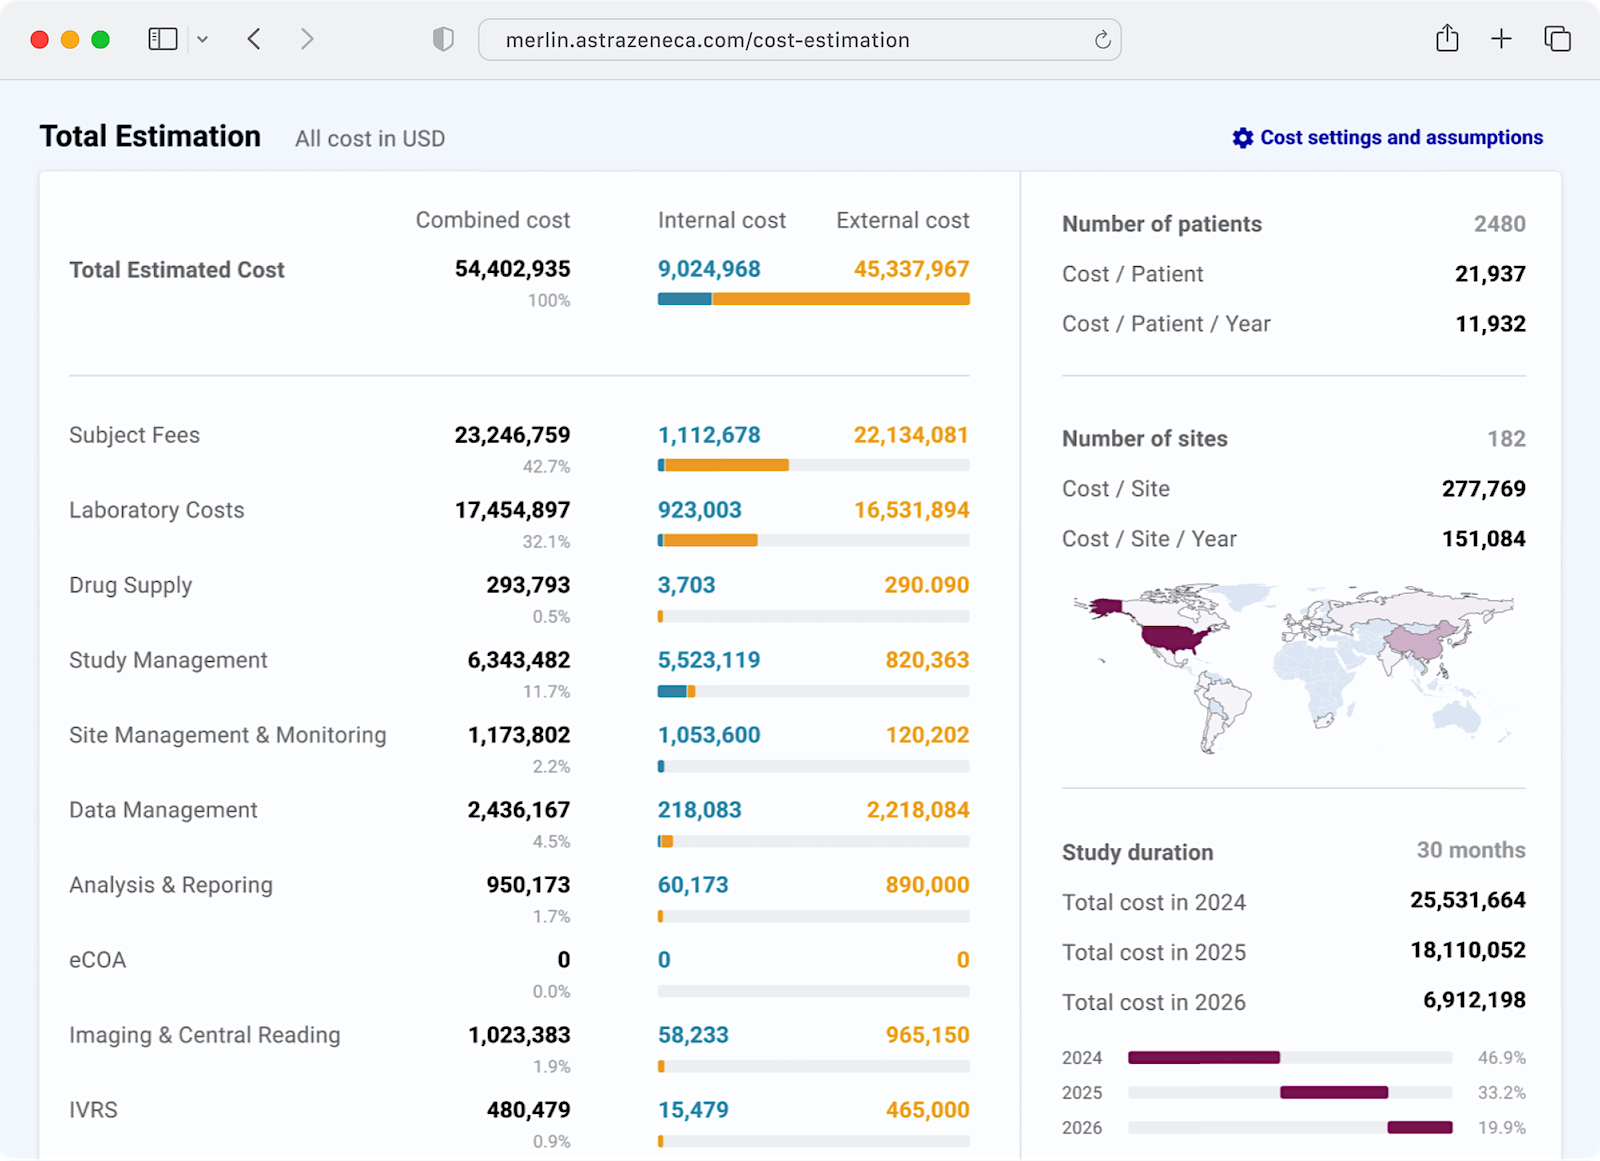 merlin.astrazeneca.com/cost-estimation
Total Estimation All cost in USD
Cost settings and assumptions
Combined cost Internal cost External cost
Total Estimated Cost 54,402,935 9,024,968 45,337,967
100%
Subject Fees 23,246,759 1,112,678 22,134,081
42.7%
Laboratory Costs 17,454,897 923,003 16,531,894
32.1%
Drug Supply 293,793 3,703 290.090
0.5%
Study Management 6,343,482 5,523,119 820,363
11.7%
Site Management & Monitoring 1,173,802 1,053,600 120,202
2.2%
Data Management 2,436,167 218,083 2,218,084
4.5%
Analysis & Reporing 950,173 60,173 890,000
1.7%
eCOA 0 0 0
0.0%
Imaging & Central Reading 1,023,383 58,233 965,150
1.9%
IVRS 480,479 15,479 465,000
0.9%
Number of patients 2480
Cost / Patient 21,937
Cost / Patient / Year 11,932
Number of sites 182
Cost / Site 277,769
Cost / Site / Year 151,084
Study duration 30 months
Total cost in 2024 25,531,664
Total cost in 2025 18,110,052
Total cost in 2026 6,912,198
2024 46.9%
2025 33.2%
2026 19.9%